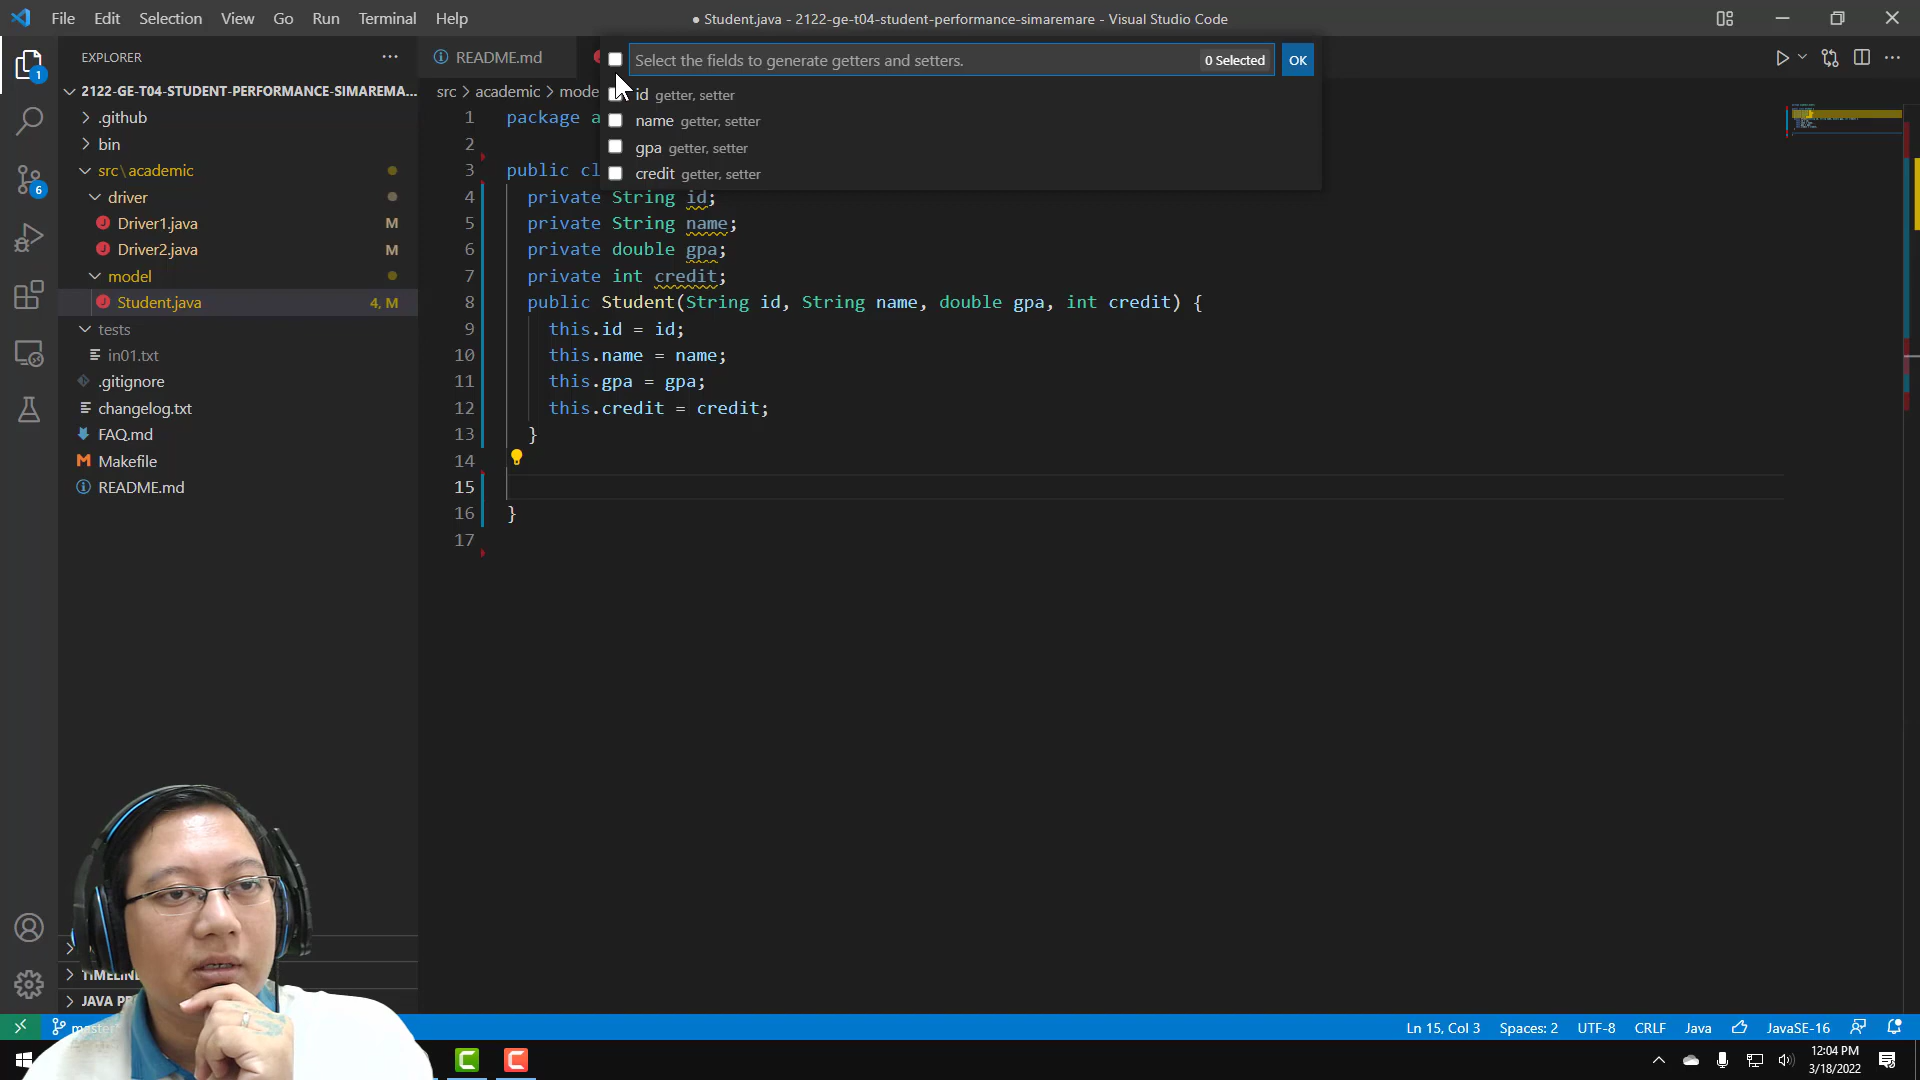 File Edit Selection View Go Run Terminal Help
● Student.java - 2122-ge-t04-student-performance-simaremare - Visual Studio Code
EXPLORER
README.md
Select the fields to generate getters and setters.
0 Selected
OK
id getter, setter
name getter, setter
gpa getter, setter
credit getter, setter
2122-GE-T04-STUDENT-PERFORMANCE-SIMAREMA...
.github
bin
src\academic
driver
Driver1.java M
Driver2.java M
model
Student.java 4, M
tests
in01.txt
.gitignore
changelog.txt
FAQ.md
Makefile
README.md
1
6
src > academic >
1 package
2
3 public
4 private String id;
5 private String name;
6 private double gpa;
7 private int credit;
8 public Student(String id, String name, double gpa, int credit) {
9 this.id = id;
10 this.name = name;
11 this.gpa = gpa;
12 this.credit = credit;
13 }
14
15
16 }
17
Ln 15, Col 3 Spaces: 2 UTF-8 CRLF Java JavaSE-16
12:04 PM
3/18/2022